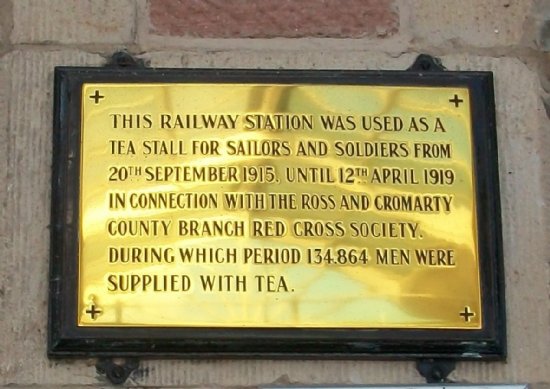 THIS RAILWAY STATION WAS USED AS A
TEA STALL FOR SAILORS AND SOLDIERS FROM
20TH SEPTEMBER 1915, UNTIL 12TH APRIL 1919
IN CONNECTION WITH THE ROSS AND CROMARTY
COUNTY BRANCH RED CROSS SOCIETY.
DURING WHICH PERIOD 134,864 MEN WERE
SUPPLIED WITH TEA.